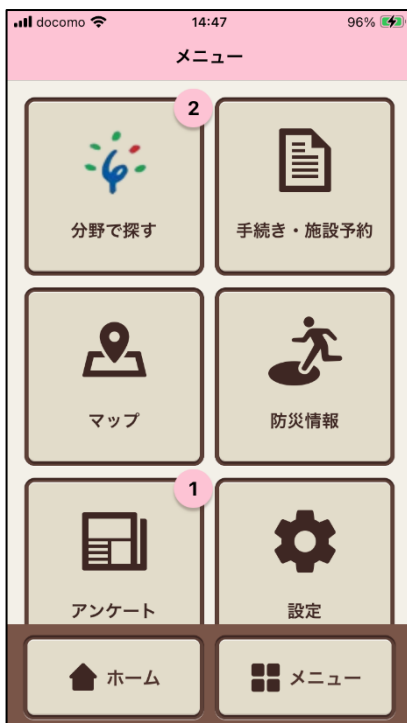 docomo 14:47 96%
メニュー
2
分野で探す 手続き・施設予約
マップ 防災情報
1
アンケート 設定
ホーム メニュー